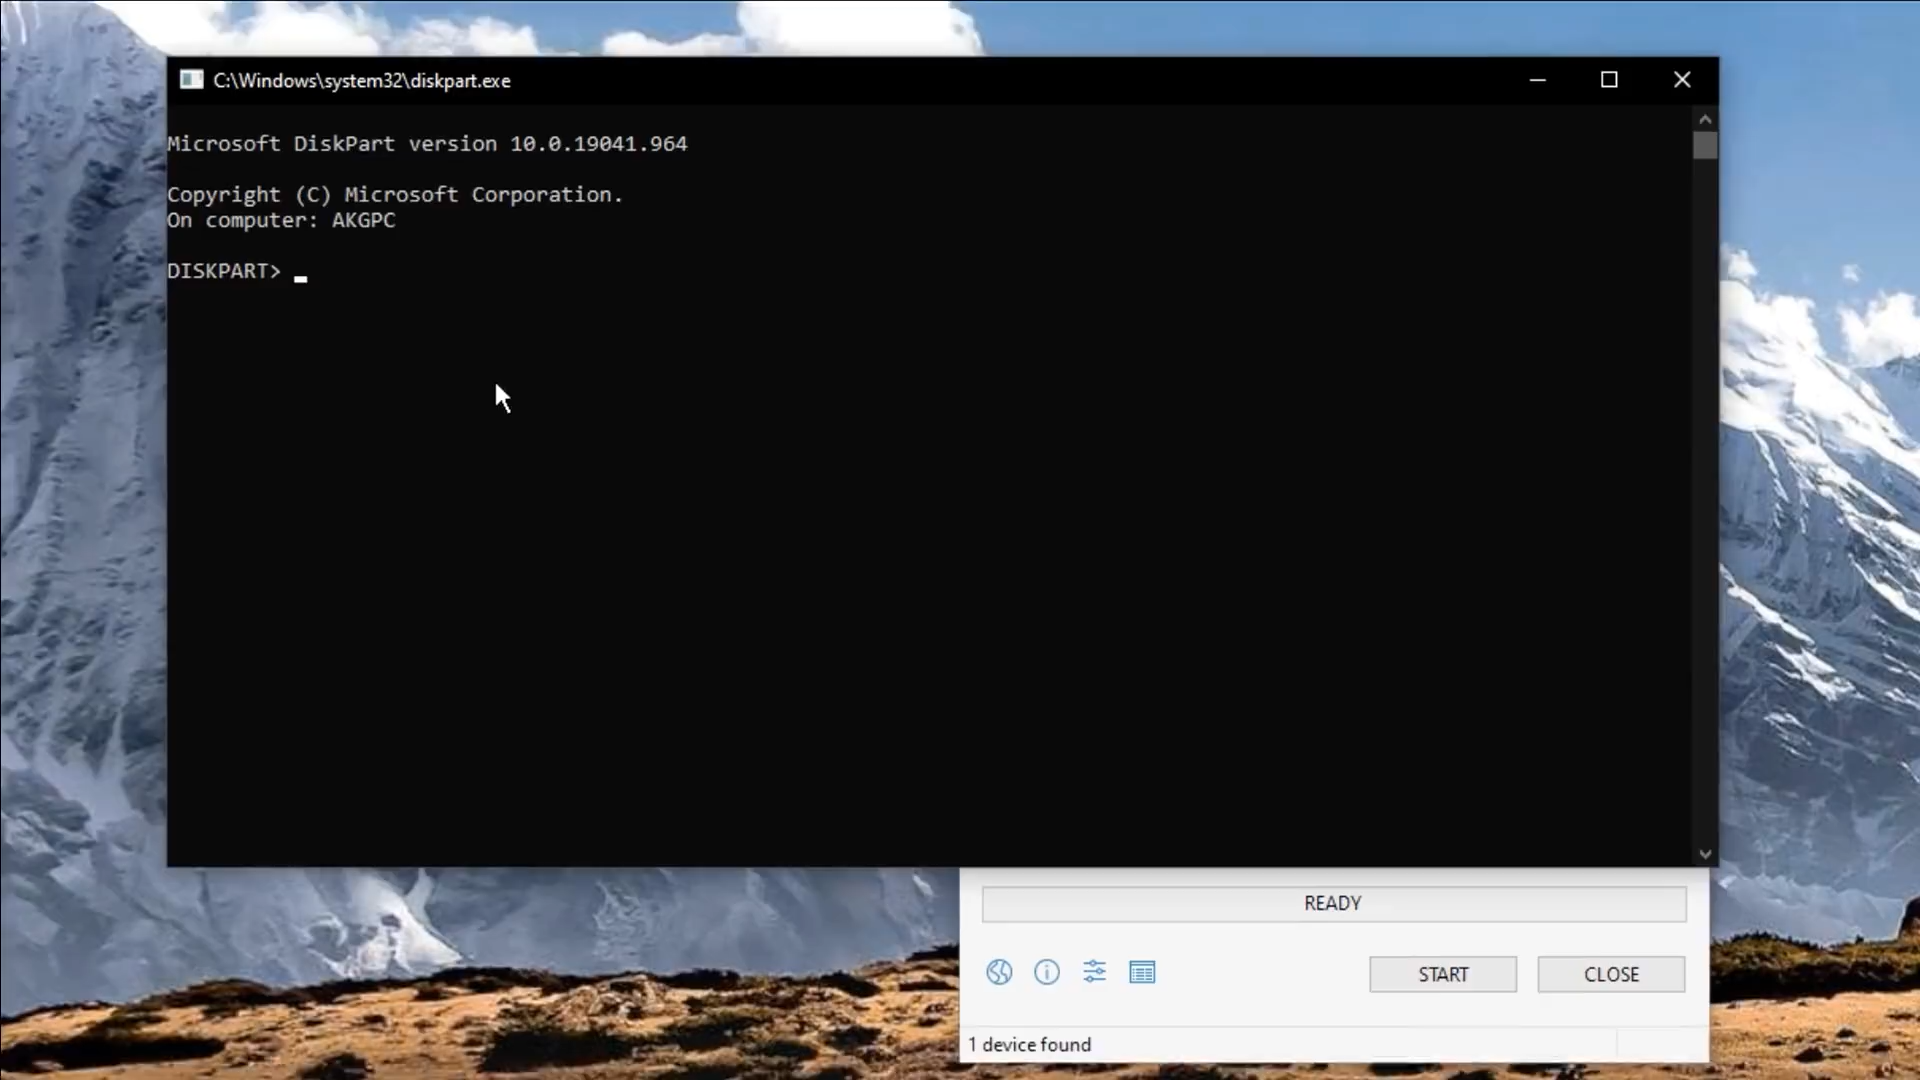 C:\Windows\system32\diskpart.exe
Microsoft DiskPart version 10.0.19041.964
Copyright (C) Microsoft Corporation.
On computer: AKGPC
DISKPART>
READY
START
CLOSE
1 device found